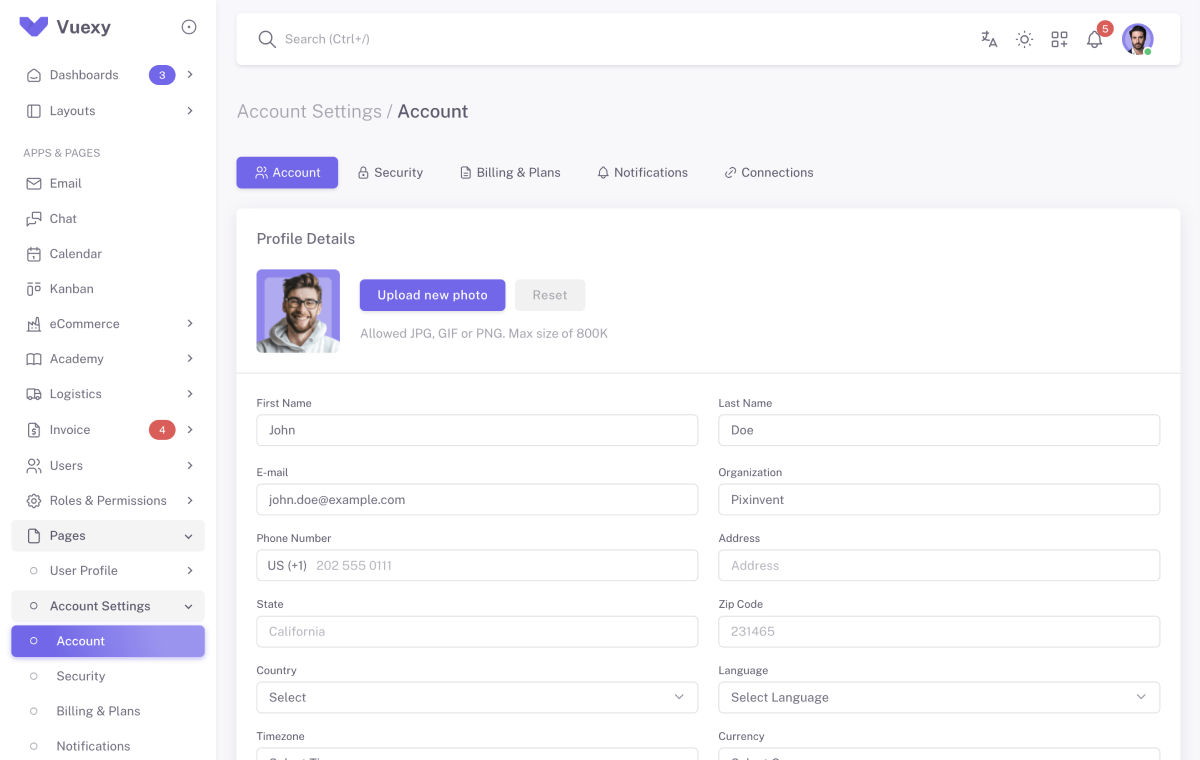 Vuexy
Dashboards 3
Layouts
APPS & PAGES
Email
Chat
Calendar
Kanban
eCommerce
Academy
Logistics
Invoice 4
Users
Roles & Permissions
Pages
User Profile
Account Settings
Account
Security
Billing & Plans
Notifications
Search (Ctrl+/)
5
Account Settings / Account
Account Security Billing & Plans Notifications Connections
Profile Details
Upload new photo Reset
Allowed JPG, GIF or PNG. Max size of 800K
First Name Last Name
John Doe
E-mail Organization
john.doe@example.com Pixinvent
Phone Number Address
US (+1) 202 555 0111 Address
State Zip Code
California 231465
Country Language
Select Select Language
Timezone Currency